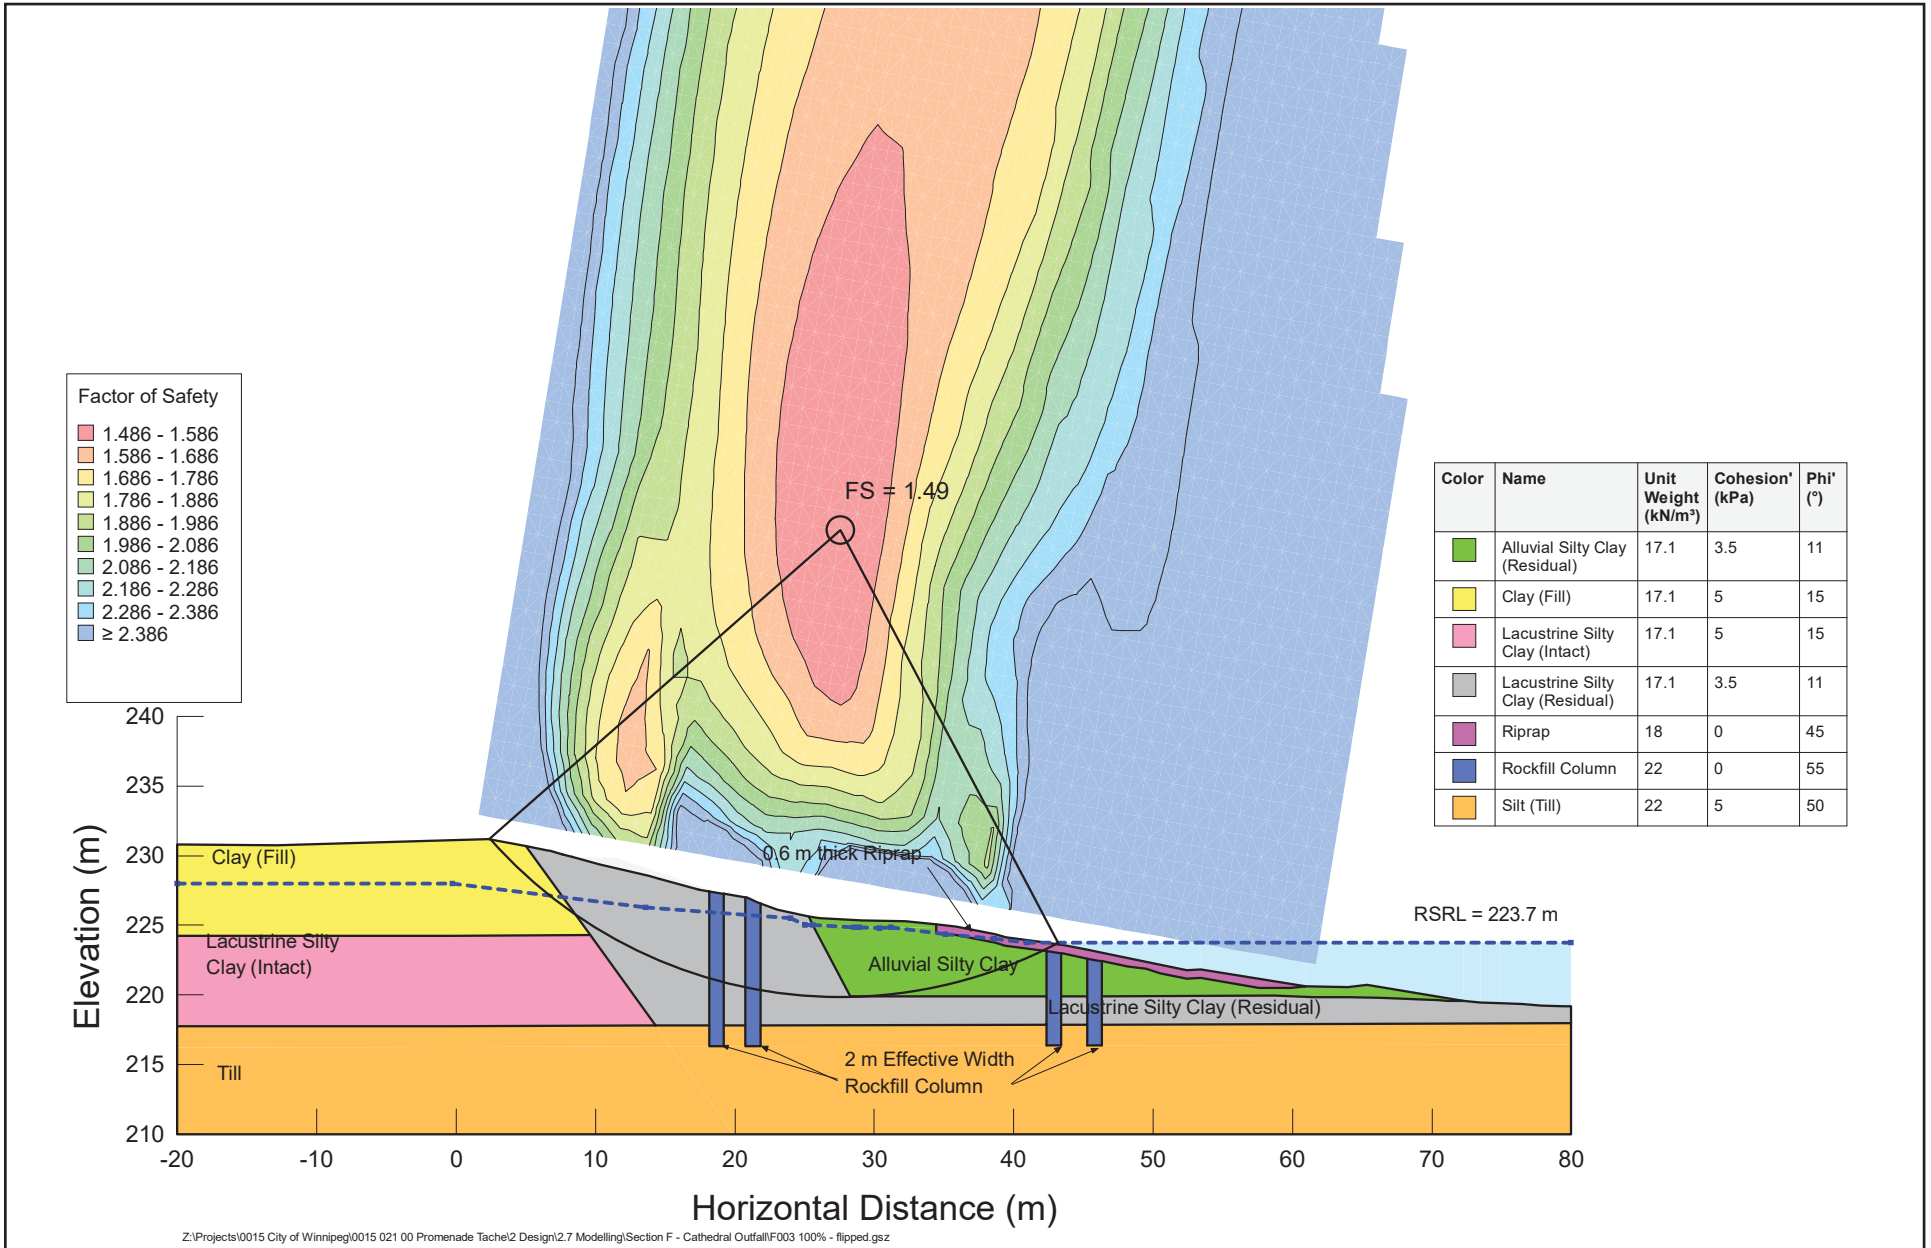 FS = 1.49
Factor of Safety
1.486 - 1.586
1.586 - 1.686
1.686 - 1.786
1.786 - 1.886
1.886 - 1.986
1.986 - 2.086
2.086 - 2.186
2.186 - 2.286
2.286 - 2.386
≥ 2.386
Color Name Unit Weight (kN/m³) Cohesion' (kPa) Phi' (°)
Alluvial Silty Clay (Residual) 17.1 3.5 11
Clay (Fill) 17.1 5 15
Lacustrine Silty Clay (Intact) 17.1 5 15
Lacustrine Silty Clay (Residual) 17.1 3.5 11
Riprap 18 0 45
Rockfill Column 22 0 55
Silt (Till) 22 5 50
Elevation (m)
240
235
230
225
220
215
210
0.6 m thick Riprap
Clay (Fill)
RSRL = 223.7 m
Lacustrine Silty
Clay (Intact)
Alluvial Silty Clay
Lacustrine Silty Clay (Residual)
2 m Effective Width
Rockfill Column
Till
-20 -10 0 10 20 30 40 50 60 70 80
Horizontal Distance (m)
Z:\Projects\0015 City of Winnipeg\0015 021 00 Promenade Tache\2 Design\2.7 Modelling\Section F - Cathedral Outfall\F003 100% - flipped.gsz